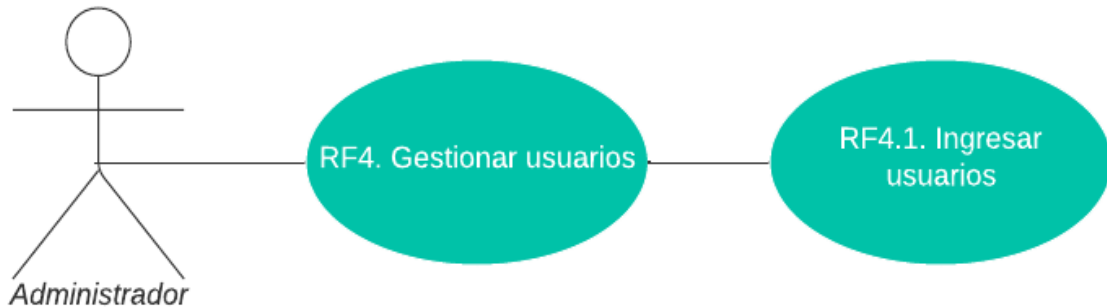 RF4. Gestionar usuarios
RF4.1. Ingresar
usuarios
Administrador